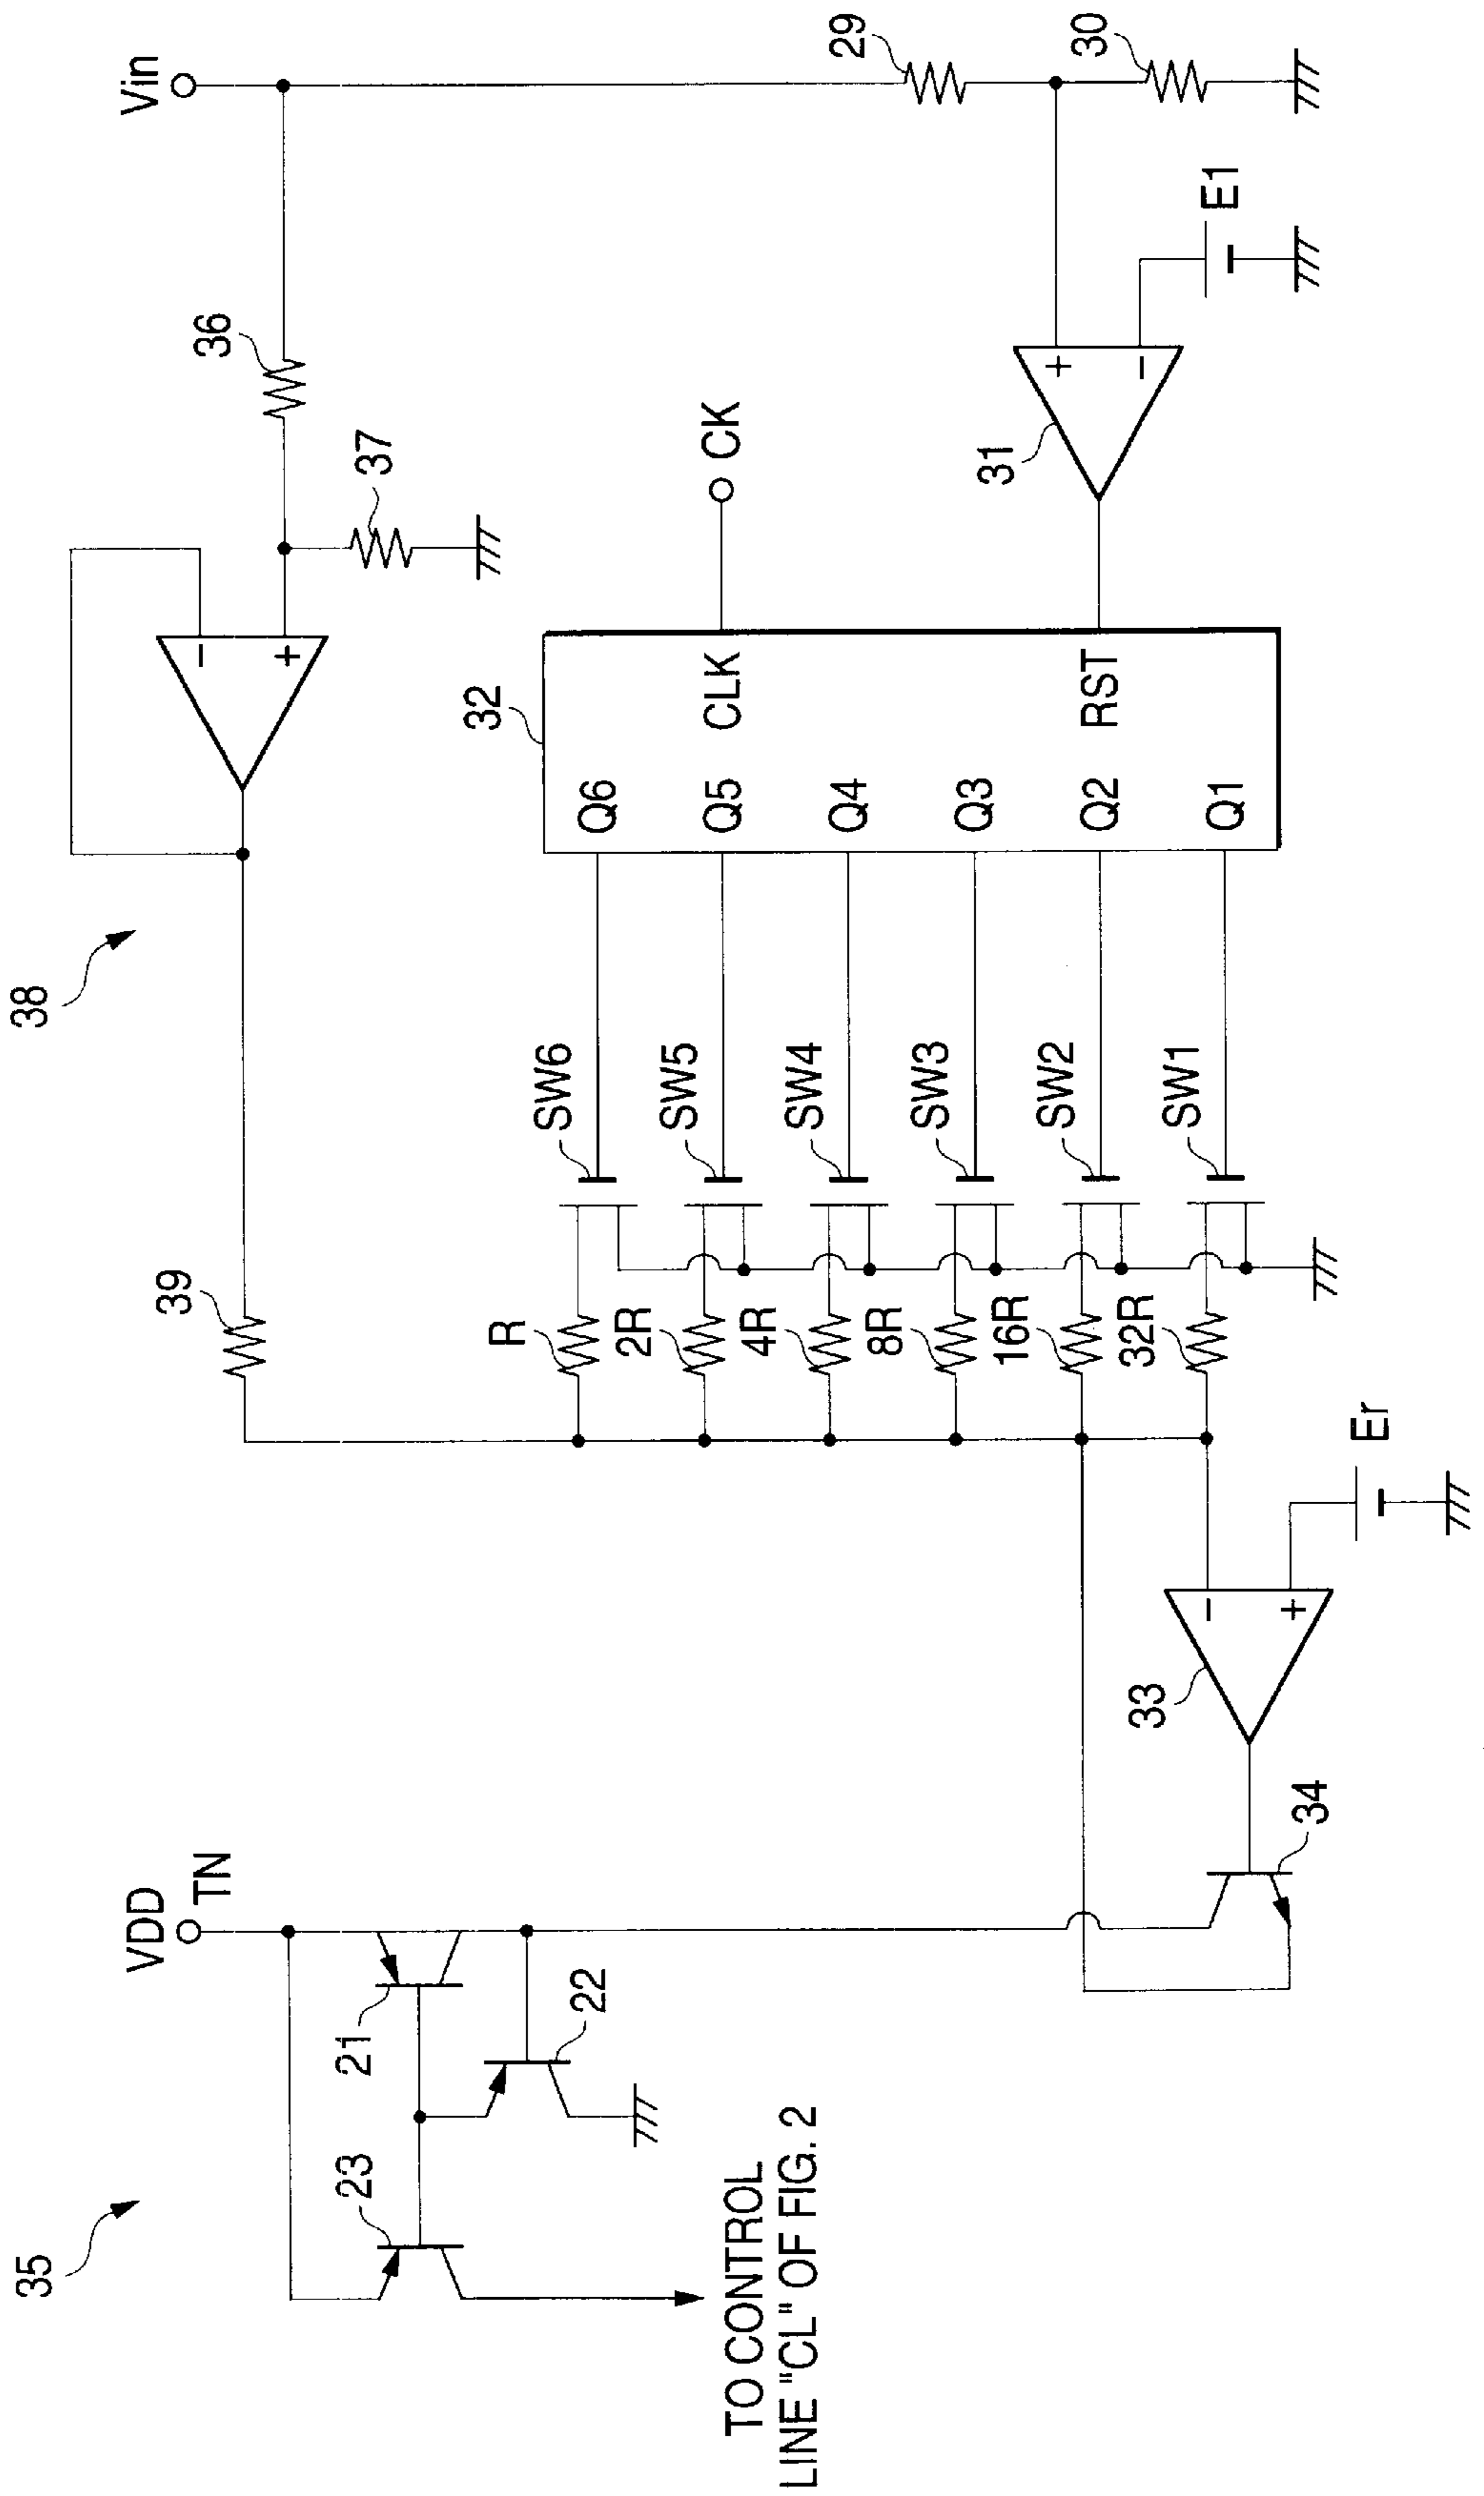 35
VDD
TN
23
21
22
TO CONTROL
LINE "CL" OF FIG. 2
34
33
Er
39
R
2R
4R
8R
16R
32R
SW6
SW5
SW4
SW3
SW2
SW1
38
32
Q6
Q5
Q4
Q3
Q2
Q1
CLK
RST
CK
31
+
−
−
+
−
+
37
36
Vin
E1
29
30